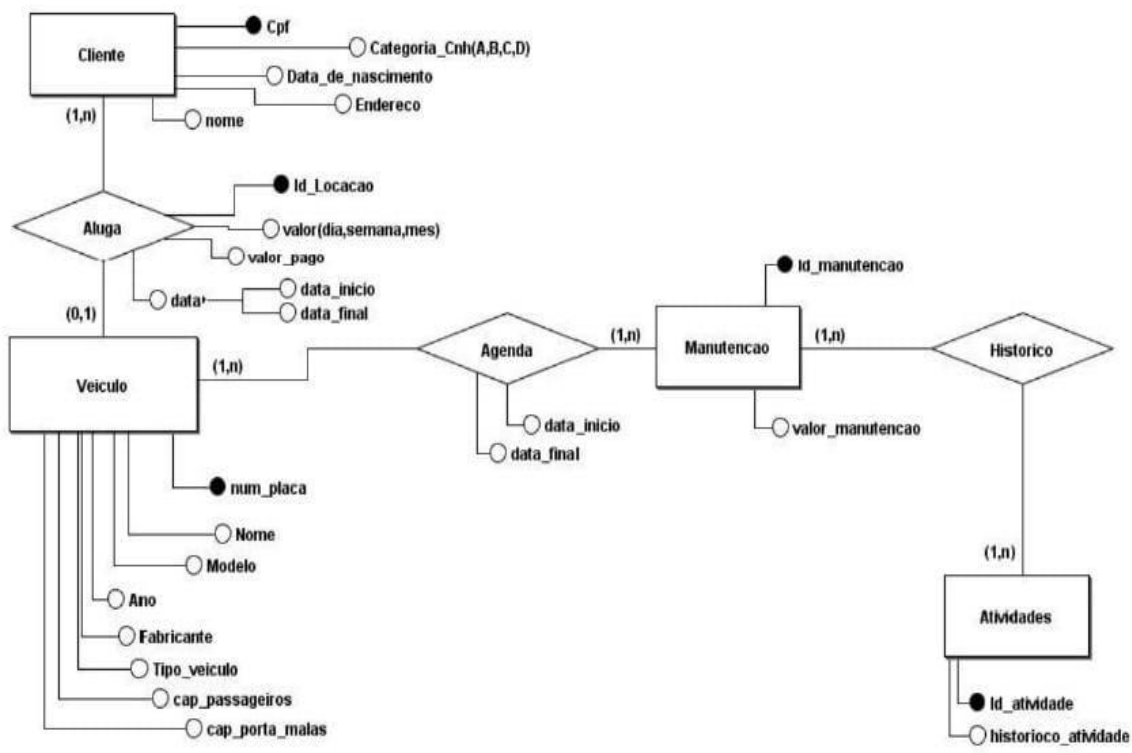 Cliente
Cpf
Categoria_Cnh(A,B,C,D)
Data_de_nascimento
Endereco
nome
(1,n)
Aluga
Id_Locacao
valor(dia,semana,mes)
valor_pago
data
data_inicio
data_final
(0,1)
Veiculo
(1,n)
Agenda
data_inicio
data_final
(1,n)
Manutencao
Id_manutencao
valor_manutencao
(1,n)
Historico
(1,n)
Atividades
Id_atividade
historioco_atividade
num_placa
Nome
Modelo
Ano
Fabricante
Tipo_veiculo
cap_passageiros
cap_porta_malas